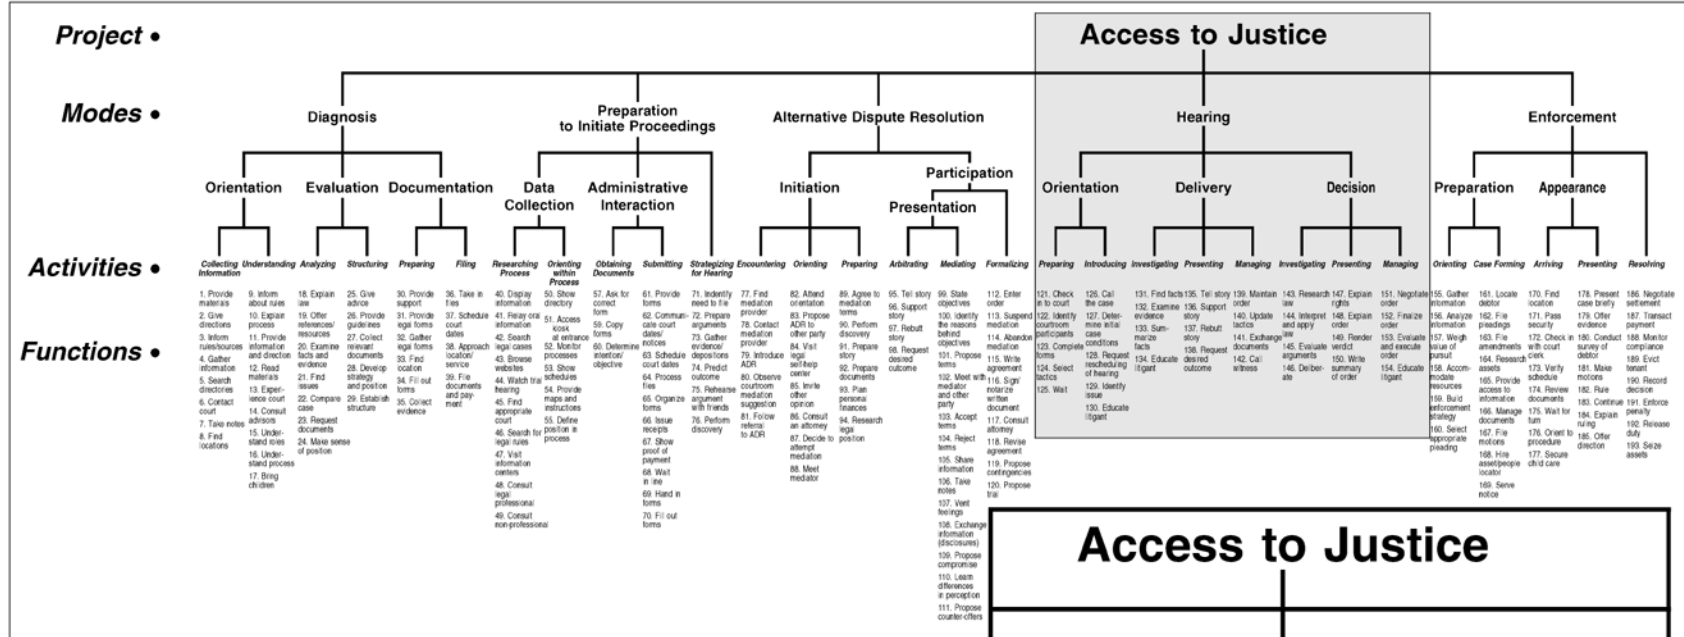 Project •
Access to Justice
Modes •
Diagnosis
Preparation
to Initiate Proceedings
Alternative Dispute Resolution
Hearing
Enforcement
Orientation
Evaluation
Documentation
Data
Collection
Administrative
Interaction
Initiation
Participation
Presentation
Orientation
Delivery
Decision
Preparation
Appearance
Activities •
Collecting
Information
Understanding
Analyzing
Structuring
Preparing
Filing
Researching
Process
Orienting
within
Process
Obtaining
Documents
Submitting
Strategizing
for Hearing
Encountering
Orienting
Preparing
Arbitrating
Mediating
Formalizing
Preparing
Introducing
Investigating
Presenting
Managing
Investigating
Presenting
Managing
Orienting
Case Forming
Arriving
Presenting
Resolving
Functions •
1. Provide
materials
2. Give
directions
3. Inform
rules/sources
4. Gather
information
5. Search
directories
6. Contact
court
7. Take notes
8. Find
locations
9. Inform
about rules
10. Explain
process
11. Provide
information
and direction
12. Read
materials
13. Exper-
ience court
14. Consult
advisors
15. Under-
stand roles
16. Under-
stand process
17. Bring
children
18. Explain
law
19. Offer
references/
resources
20. Examine
facts and
evidence
21. Find
issues
22. Compare
case
23. Request
documents
24. Make sense
of position
25. Give
advice
26. Provide
guidelines
27. Collect
relevant
documents
28. Develop
strategy
and position
29. Establish
structure
30. Provide
support
31. Provide
legal forms
32. Gather
legal forms
33. Find
location
34. Fill out
forms
35. Collect
evidence
36. Take in
files
37. Schedule
court
dates
38. Approach
location/
service
39. File
documents
and pay-
ment
40. Display
information
41. Relay oral
information
42. Search
legal cases
43. Browse
websites
44. Watch trial
hearing
45. Find
appropriate
court
46. Search for
legal rules
47. Visit
information
centers
48. Consult
legal
professional
49. Consult
non-professional
50. Show
directory
51. Access
kiosk
at entrance
52. Monitor
processes
53. Show
schedules
54. Provide
maps and
instructions
55. Define
position in
process
57. Ask for
correct
form
59. Copy
forms
60. Determine
intention/
objective
61. Provide
forms
62. Commun-
icate court
dates/
notices
63. Schedule
court dates
64. Process
files
65. Organize
forms
66. Issue
receipts
67. Show
proof of
payment
68. Wait
in line
69. Hand in
forms
70. Fill out
forms
71. Indentify
need to file
72. Prepare
arguments
73. Gather
evidence/
depositions
74. Predict
outcome
75. Rehearse
argument
with friends
76. Perform
discovery
77. Find
mediation
provider
78. Contact
mediation
provider
79. Introduce
ADR
80. Observe
courtroom
mediation
suggestion
81. Follow
referral
to ADR
82. Attend
orientation
83. Propose
ADR to
other party
84. Visit
legal
self-help
center
85. Invite
other
opinion
86. Consult
an attorney
87. Decide to
attempt
mediation
88. Meet
mediator
89. Agree to
mediation
terms
90. Perform
discovery
91. Prepare
story
92. Prepare
documents
93. Plan
personal
finances
94. Research
legal
position
95. Tell story
96. Support
story
97. Rebutt
story
98. Request
desired
outcome
99. State
objectives
100. Identify
the reasons
behind
objectives
101. Propose
terms
102. Meet with
mediator
and other
party
103. Accept
terms
104. Reject
terms
105. Share
information
106. Take
notes
107. Vent
feelings
108. Exchange
information
(disclosures)
109. Propose
compromise
110. Learn
differences
in perception
111. Propose
counter-offers
112. Enter
order
113. Suspend
mediation
114. Abandon
mediation
115. Write
agreement
116. Sign/
notarize
written
document
117. Consult
attorney
118. Revise
agreement
119. Propose
contingencies
120. Propose
trial
121. Check
in to court
122. Identify
courtroom
participants
123. Complete
forms
124. Select
tactics
125. Wait
126. Call
the case
127. Deter-
mine initial
case
conditions
128. Request
rescheduling
of hearing
129. Identify
issue
130. Educate
litigant
131. Find facts
132. Examine
evidence
133. Sum-
marize
facts
134. Educate
litigant
135. Tell story
136. Support
story
137. Rebutt
story
138. Request
desired
outcome
139. Maintain
order
140. Update
tactics
141. Exchange
documents
142. Call
witness
143. Research
law
144. Interpret
and apply
law
145. Evaluate
arguments
146. Deliber-
ate
147. Explain
rights
148. Explain
order
149. Render
verdict
150. Write
summary
of order
151. Negotiate
order
152. Finalize
order
153. Evaluate
and execute
order
154. Educate
litigant
155. Gather
information
156. Analyze
information
157. Weigh
value of
pursuit
158. Accom-
modate
resources
159. Build
enforcement
strategy
160. Select
appropriate
pleading
161. Locate
debtor
162. File
pleadings
163. File
amendments
164. Research
assets
165. Provide
access to
information
166. Manage
documents
167. File
motions
168. Hire
asset/people
locator
169. Serve
notice
170. Find
location
171. Pass
security
172. Check in
with court
clerk
173. Verify
schedule
174. Review
documents
175. Wait for
turn
176. Orient to
procedure
177. Secure
child care
178. Present
case briefly
179. Offer
evidence
180. Conduct
survey of
debtor
181. Make
motions
182. Rule
183. Continue
184. Explain
ruling
185. Offer
direction
186. Negotiate
settlement
187. Transact
payment
188. Monitor
compliance
189. Evict
tenant
190. Record
decision
191. Enforce
penalty
192. Release
duty
193. Seize
assets
Access to Justice